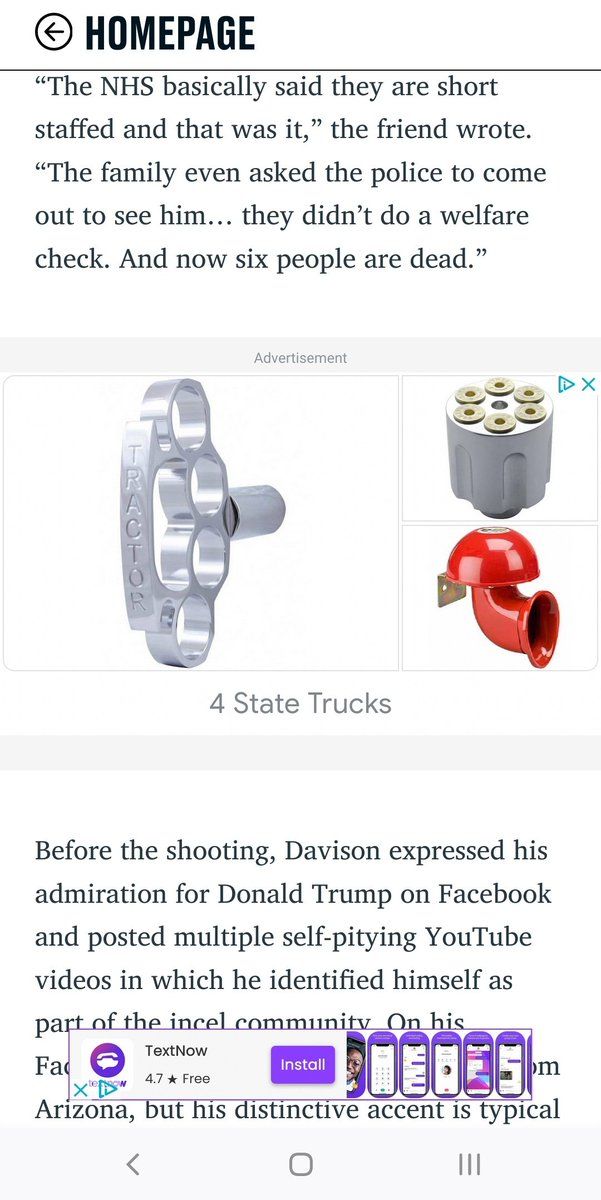 HOMEPAGE
“The NHS basically said they are short
staffed and that was it,” the friend wrote.
“The family even asked the police to come
out to see him… they didn’t do a welfare
check. And now six people are dead.”
Advertisement
TRACTOR
4 State Trucks
Before the shooting, Davison expressed his
admiration for Donald Trump on Facebook
and posted multiple self-pitying YouTube
videos in which he identified himself as
part of the incel community. On his
Fac
om
TextNow
4.7 ★ Free
Install
Arizona, but his distinctive accent is typical